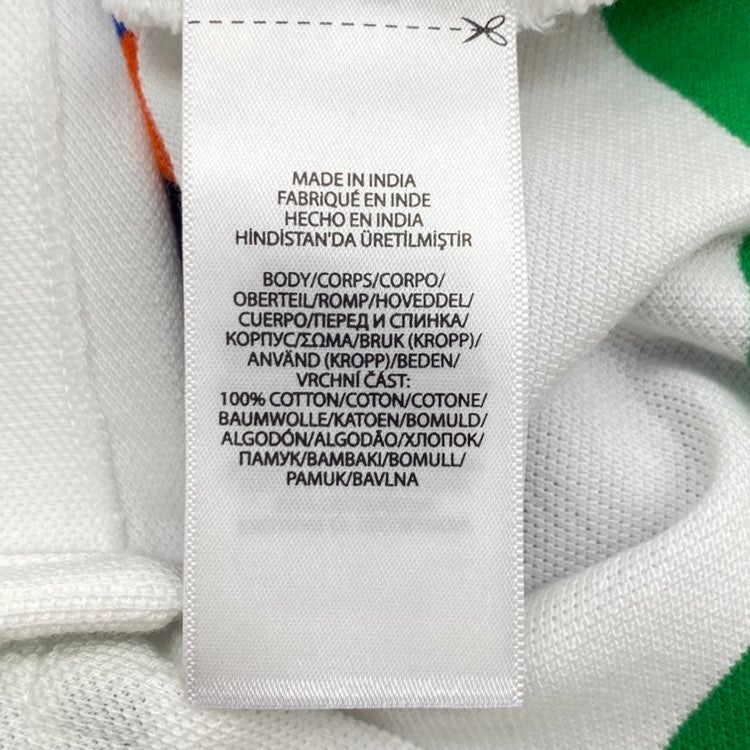 MADE IN INDIA
FABRiQUÉ EN INDE
HECHO EN INDIA
HİNDİSTAN'DA ÜRETİLMİŞTİR
BODY/CORPS/CORPO/
OBERTEIL/ROMP/HOVEDDEL/
CUERPO/ПЕРЕД И СПИНКА/
КОРПУС/ΣΩΜΑ/BRUK (KROPP)/
ANVÄND (KROPP)/BEDEN/
VRCHNÍ ČÁST:
100% COTTON/COTON/COTONE/
BAUMWOLLE/KATOEN/BOMULD/
ALGODÓN/ALGODÃO/ХЛОПОК/
ПАМУК/BAMBAKI/BOMULL/
PAMUK/BAVLNA